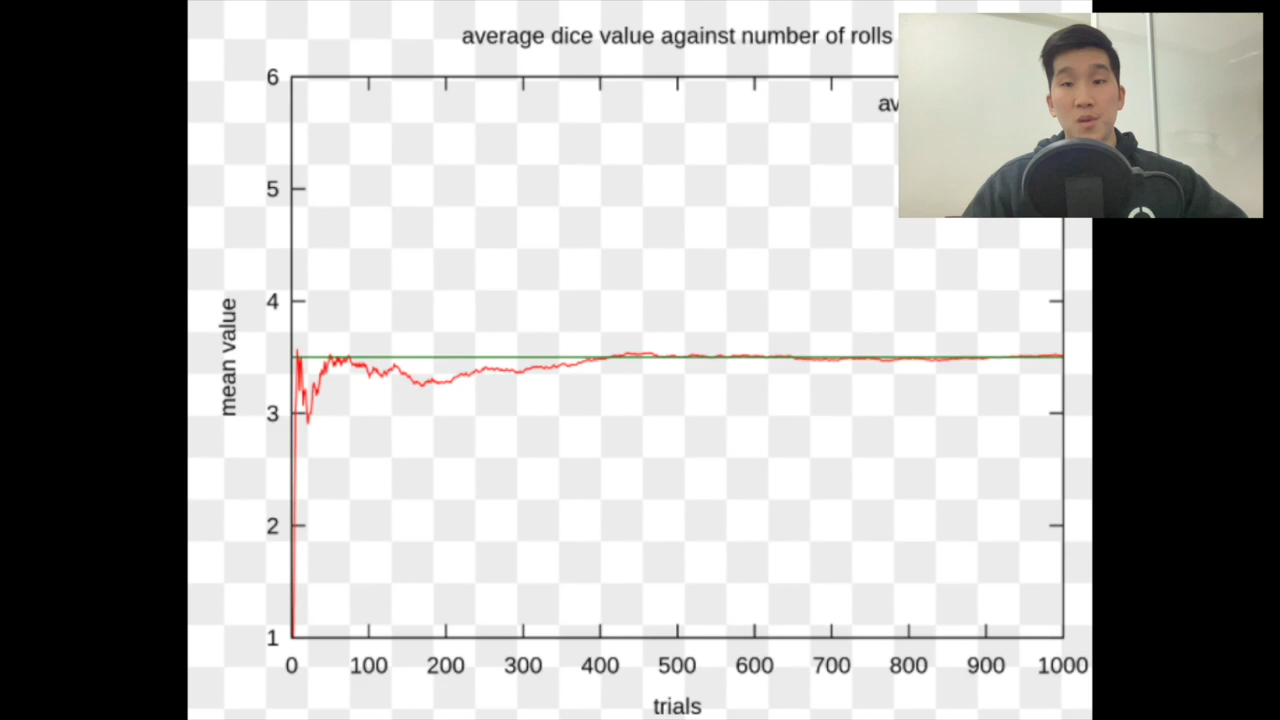 average dice value against number of rolls
6
5
4
3
2
1
mean value
0 100 200 300 400 500 600 700 800 900 1000
trials